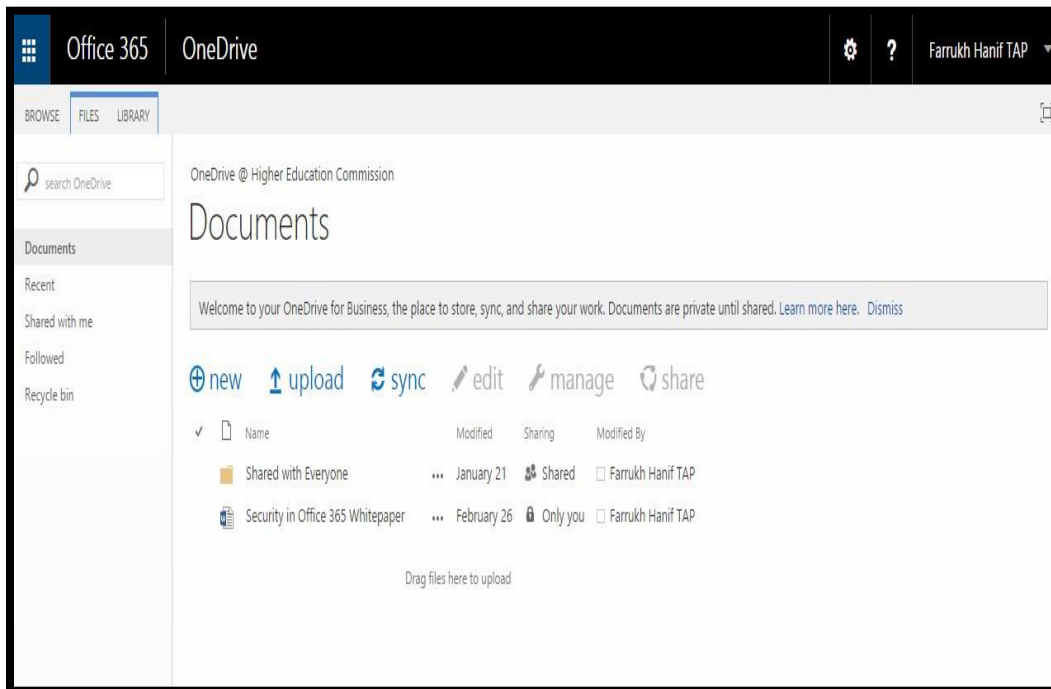 Office 365 OneDrive ? Farrukh Hanif TAP
BROWSE FILES LIBRARY
search OneDrive
OneDrive @ Higher Education Commission
Documents
Documents
Recent
Shared with me
Followed
Recycle bin
Welcome to your OneDrive for Business, the place to store, sync, and share your work. Documents are private until shared. Learn more here. Dismiss
new upload sync edit manage share
Name Modified Sharing Modified By
Shared with Everyone ... January 21 Shared Farrukh Hanif TAP
Security in Office 365 Whitepaper ... February 26 Only you Farrukh Hanif TAP
Drag files here to upload